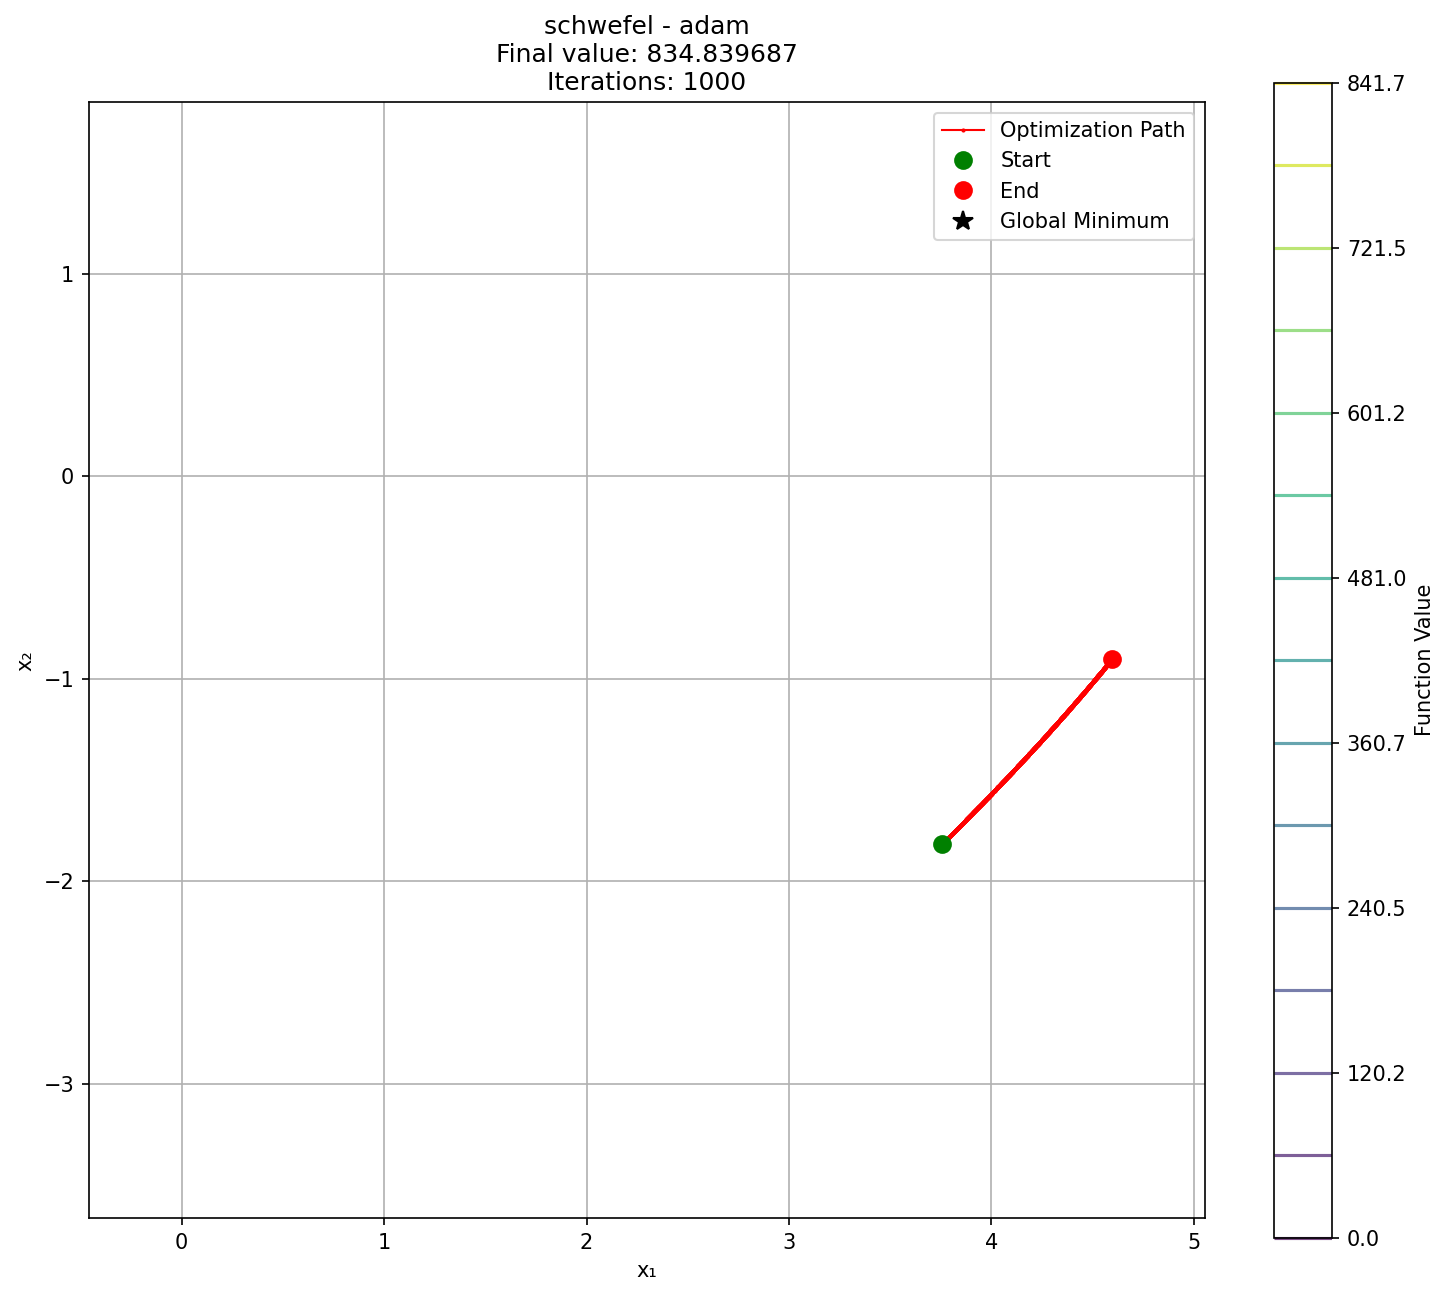 schwefel - adam
Final value: 834.839687
Iterations: 1000
Optimization Path
Start
End
Global Minimum
1
0
−1
−2
−3
x₂
0
1
2
3
4
5
x₁
841.7
721.5
601.2
481.0
360.7
240.5
120.2
0.0
Function Value